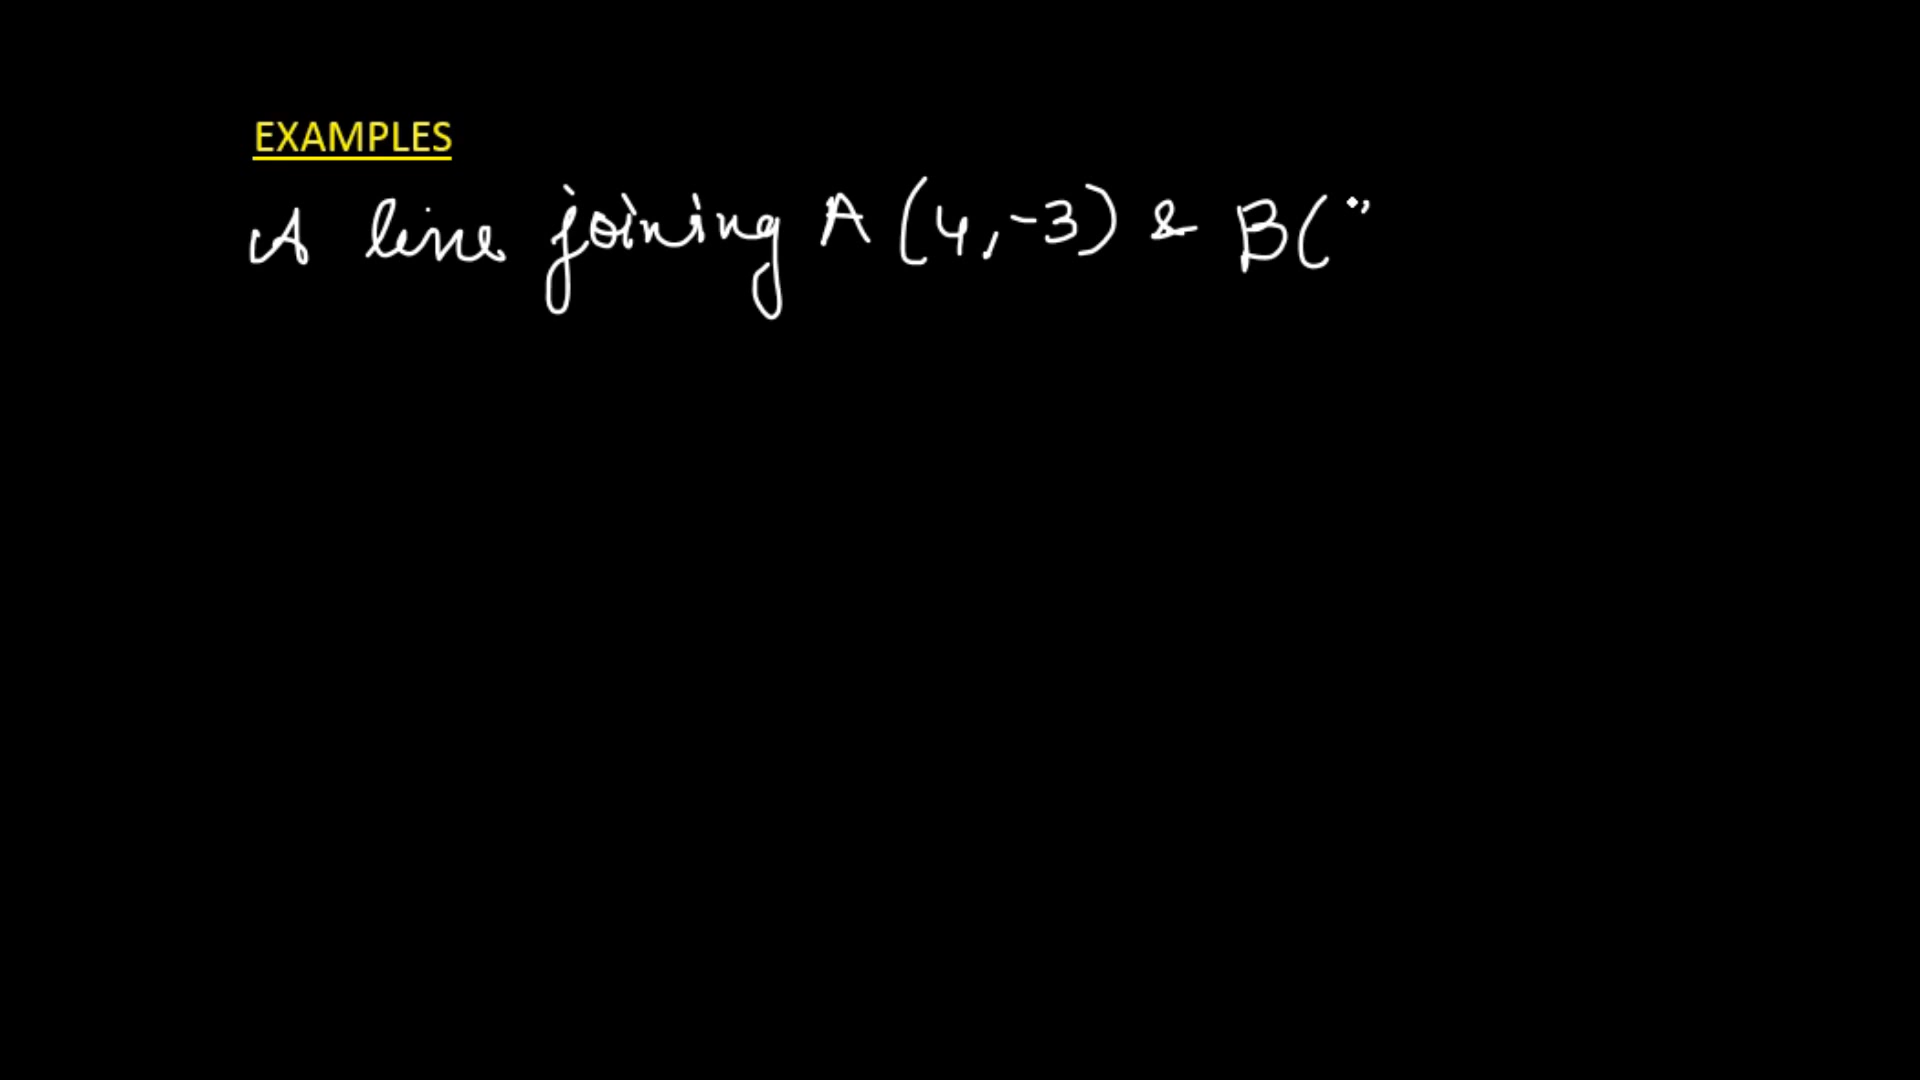 EXAMPLES
A line joining A (4,-3) & B(